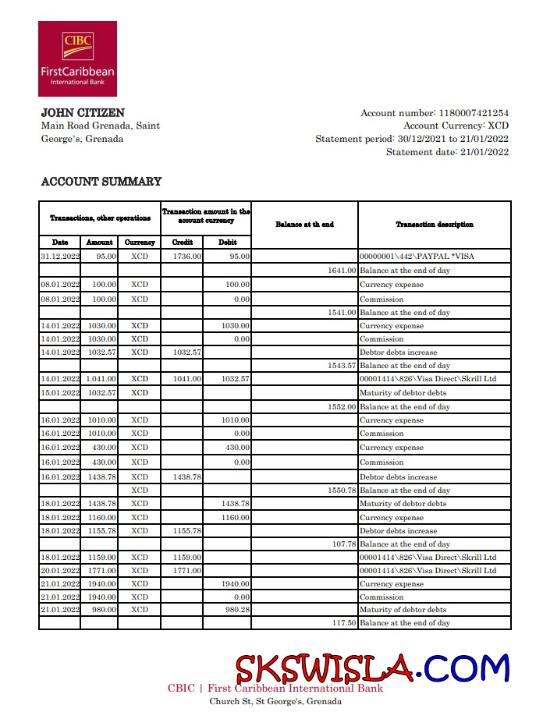 CIBC
FirstCaribbean
International Bank
JOHN CITIZEN
Main Road Grenada, Saint
George's, Grenada
Account number: 1180007421254
Account Currency: XCD
Statement period: 30/12/2021 to 21/01/2022
Statement date: 21/01/2022
ACCOUNT SUMMARY
Transactions, other operations Transaction amount in the account currency Balance at th end Transaction description
Date Amount Currency Credit Debit
31.12.2022 95.00 XCD 1736.00 95.00 00000001\442\PAYPAL *VISA
1641.00 Balance at the end of day
08.01.2022 100.00 XCD 100.00 Currency expense
08.01.2022 100.00 XCD 0.00 Commission
1541.00 Balance at the end of day
14.01.2022 1030.00 XCD 1030.00 Currency expense
14.01.2022 1030.00 XCD 0.00 Commission
14.01.2022 1032.57 XCD 1032.57 Debtor debts increase
1543.57 Balance at the end of day
14.01.2022 1.041.00 XCD 1041.00 1032.57 00001414\826\Visa Direct\Skrill Ltd
15.01.2022 1032.57 XCD Maturity of debtor debts
1552.00 Balance at the end of day
16.01.2022 1010.00 XCD 1010.00 Currency expense
16.01.2022 1010.00 XCD 0.00 Commission
16.01.2022 430.00 XCD 430.00 Currency expense
16.01.2022 430.00 XCD 0.00 Commission
16.01.2022 1438.78 XCD 1438.78 Debtor debts increase
XCD 1550.78 Balance at the end of day
18.01.2022 1438.78 XCD 1438.78 Maturity of debtor debts
18.01.2022 1160.00 XCD 1160.00 Currency expense
18.01.2022 1155.78 XCD 1155.78 Debtor debts increase
107.78 Balance at the end of day
18.01.2022 1159.00 XCD 1159.00 00001414\826\Visa Direct\Skrill Ltd
20.01.2022 1771.00 XCD 1771.00 00001414\826\Visa Direct\Skrill Ltd
21.01.2022 1940.00 XCD 1940.00 Currency expense
21.01.2022 1940.00 XCD 0.00 Commission
21.01.2022 980.00 XCD 980.28 Maturity of debtor debts
117.50 Balance at the end of day
SKSWISLA.COM
CBIC | First Caribbean International Bank
Church St, St George's, Grenada